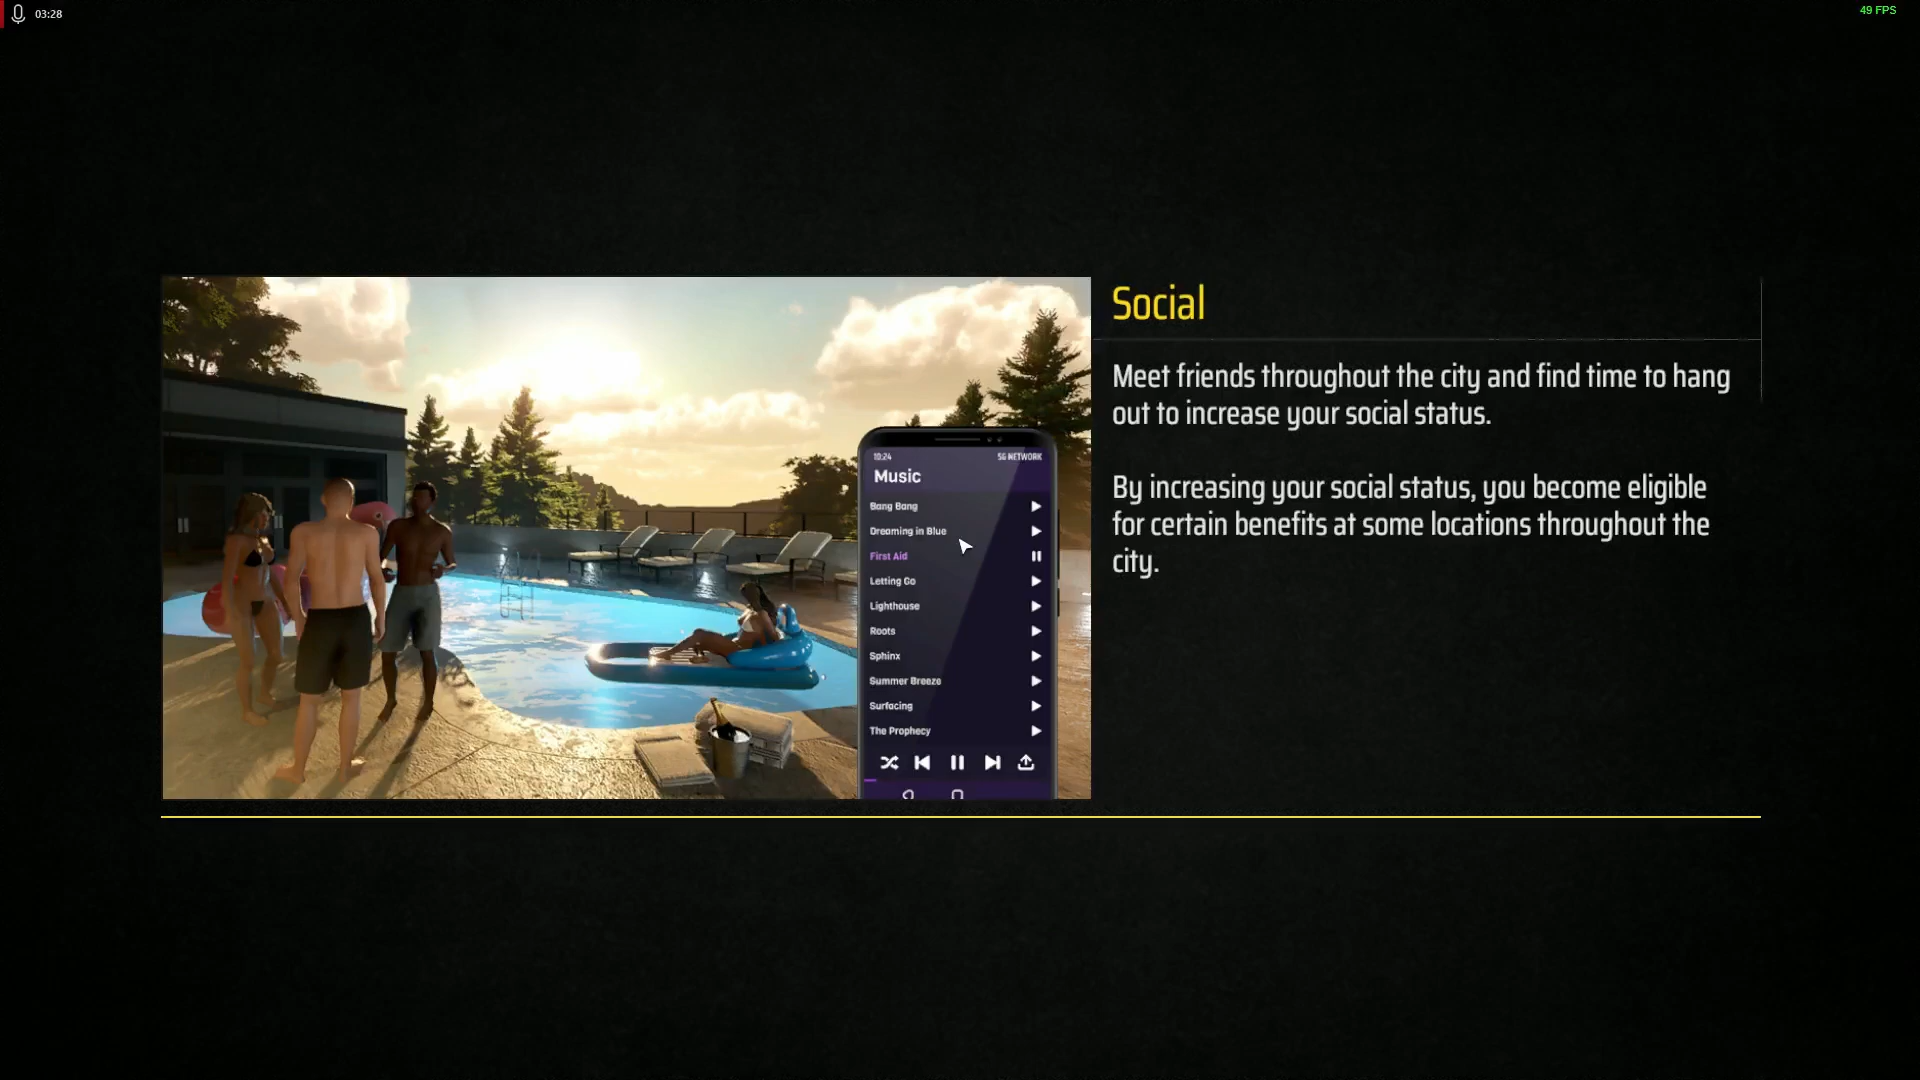 03:28
49 FPS
Social
Meet friends throughout the city and find time to hang
out to increase your social status.
By increasing your social status, you become eligible
for certain benefits at some locations throughout the
city.
10:24 5G NETWORK
Music
Bang Bang
Dreaming in Blue
First Aid
Letting Go
Lighthouse
Roots
Sphinx
Summer Breeze
Surfacing
The Prophecy